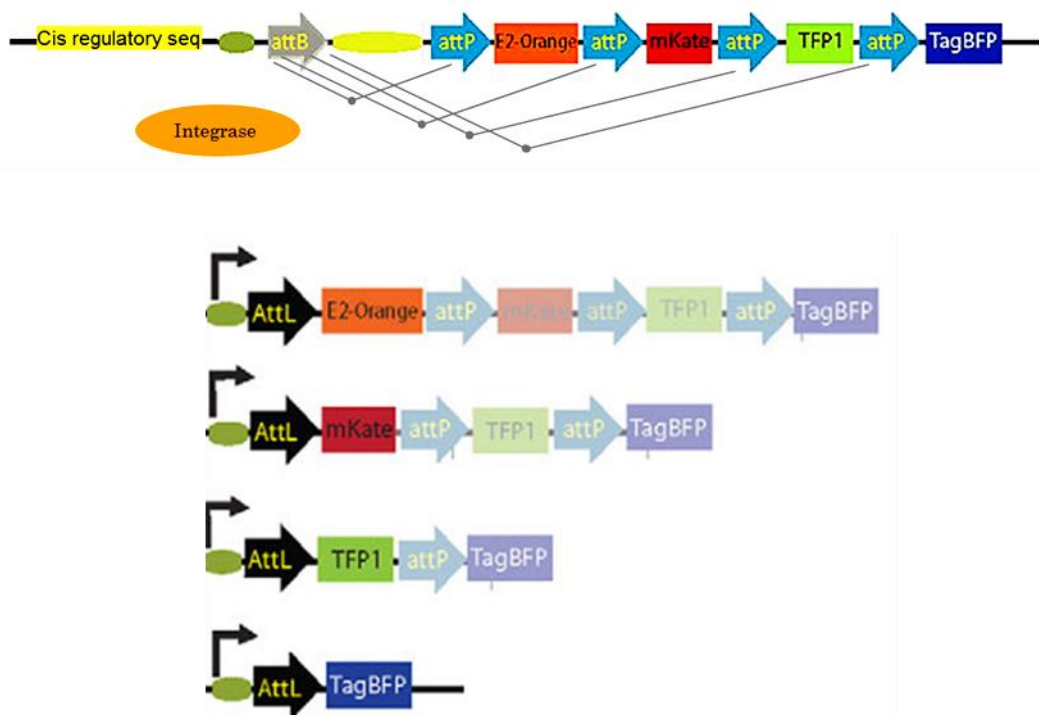 Cis regulatory seq attB attP E2-Orange attP mKate attP TFP1 attP TagBFP
Integrase
AttL E2-Orange attP mKate attP TFP1 attP TagBFP
AttL mKate attP TFP1 attP TagBFP
AttL TFP1 attP TagBFP
AttL TagBFP